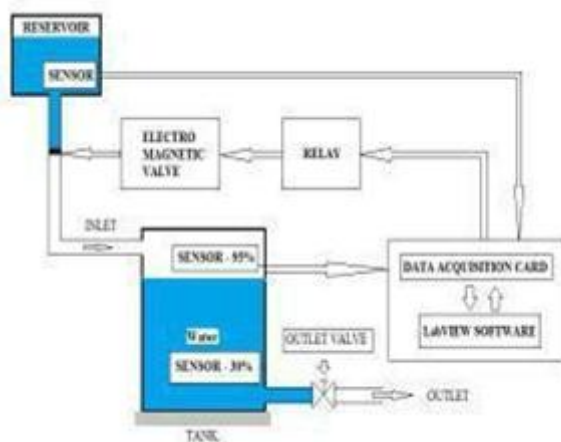 RESERVOIR
SENSOR
ELECTRO
MAGNETIC
VALVE
RELAY
INLET
SENSOR - 95%
DATA ACQUISITION CARD
LabVIEW SOFTWARE
Water
OUTLET VALVE
SENSOR - 30%
OUTLET
TANK